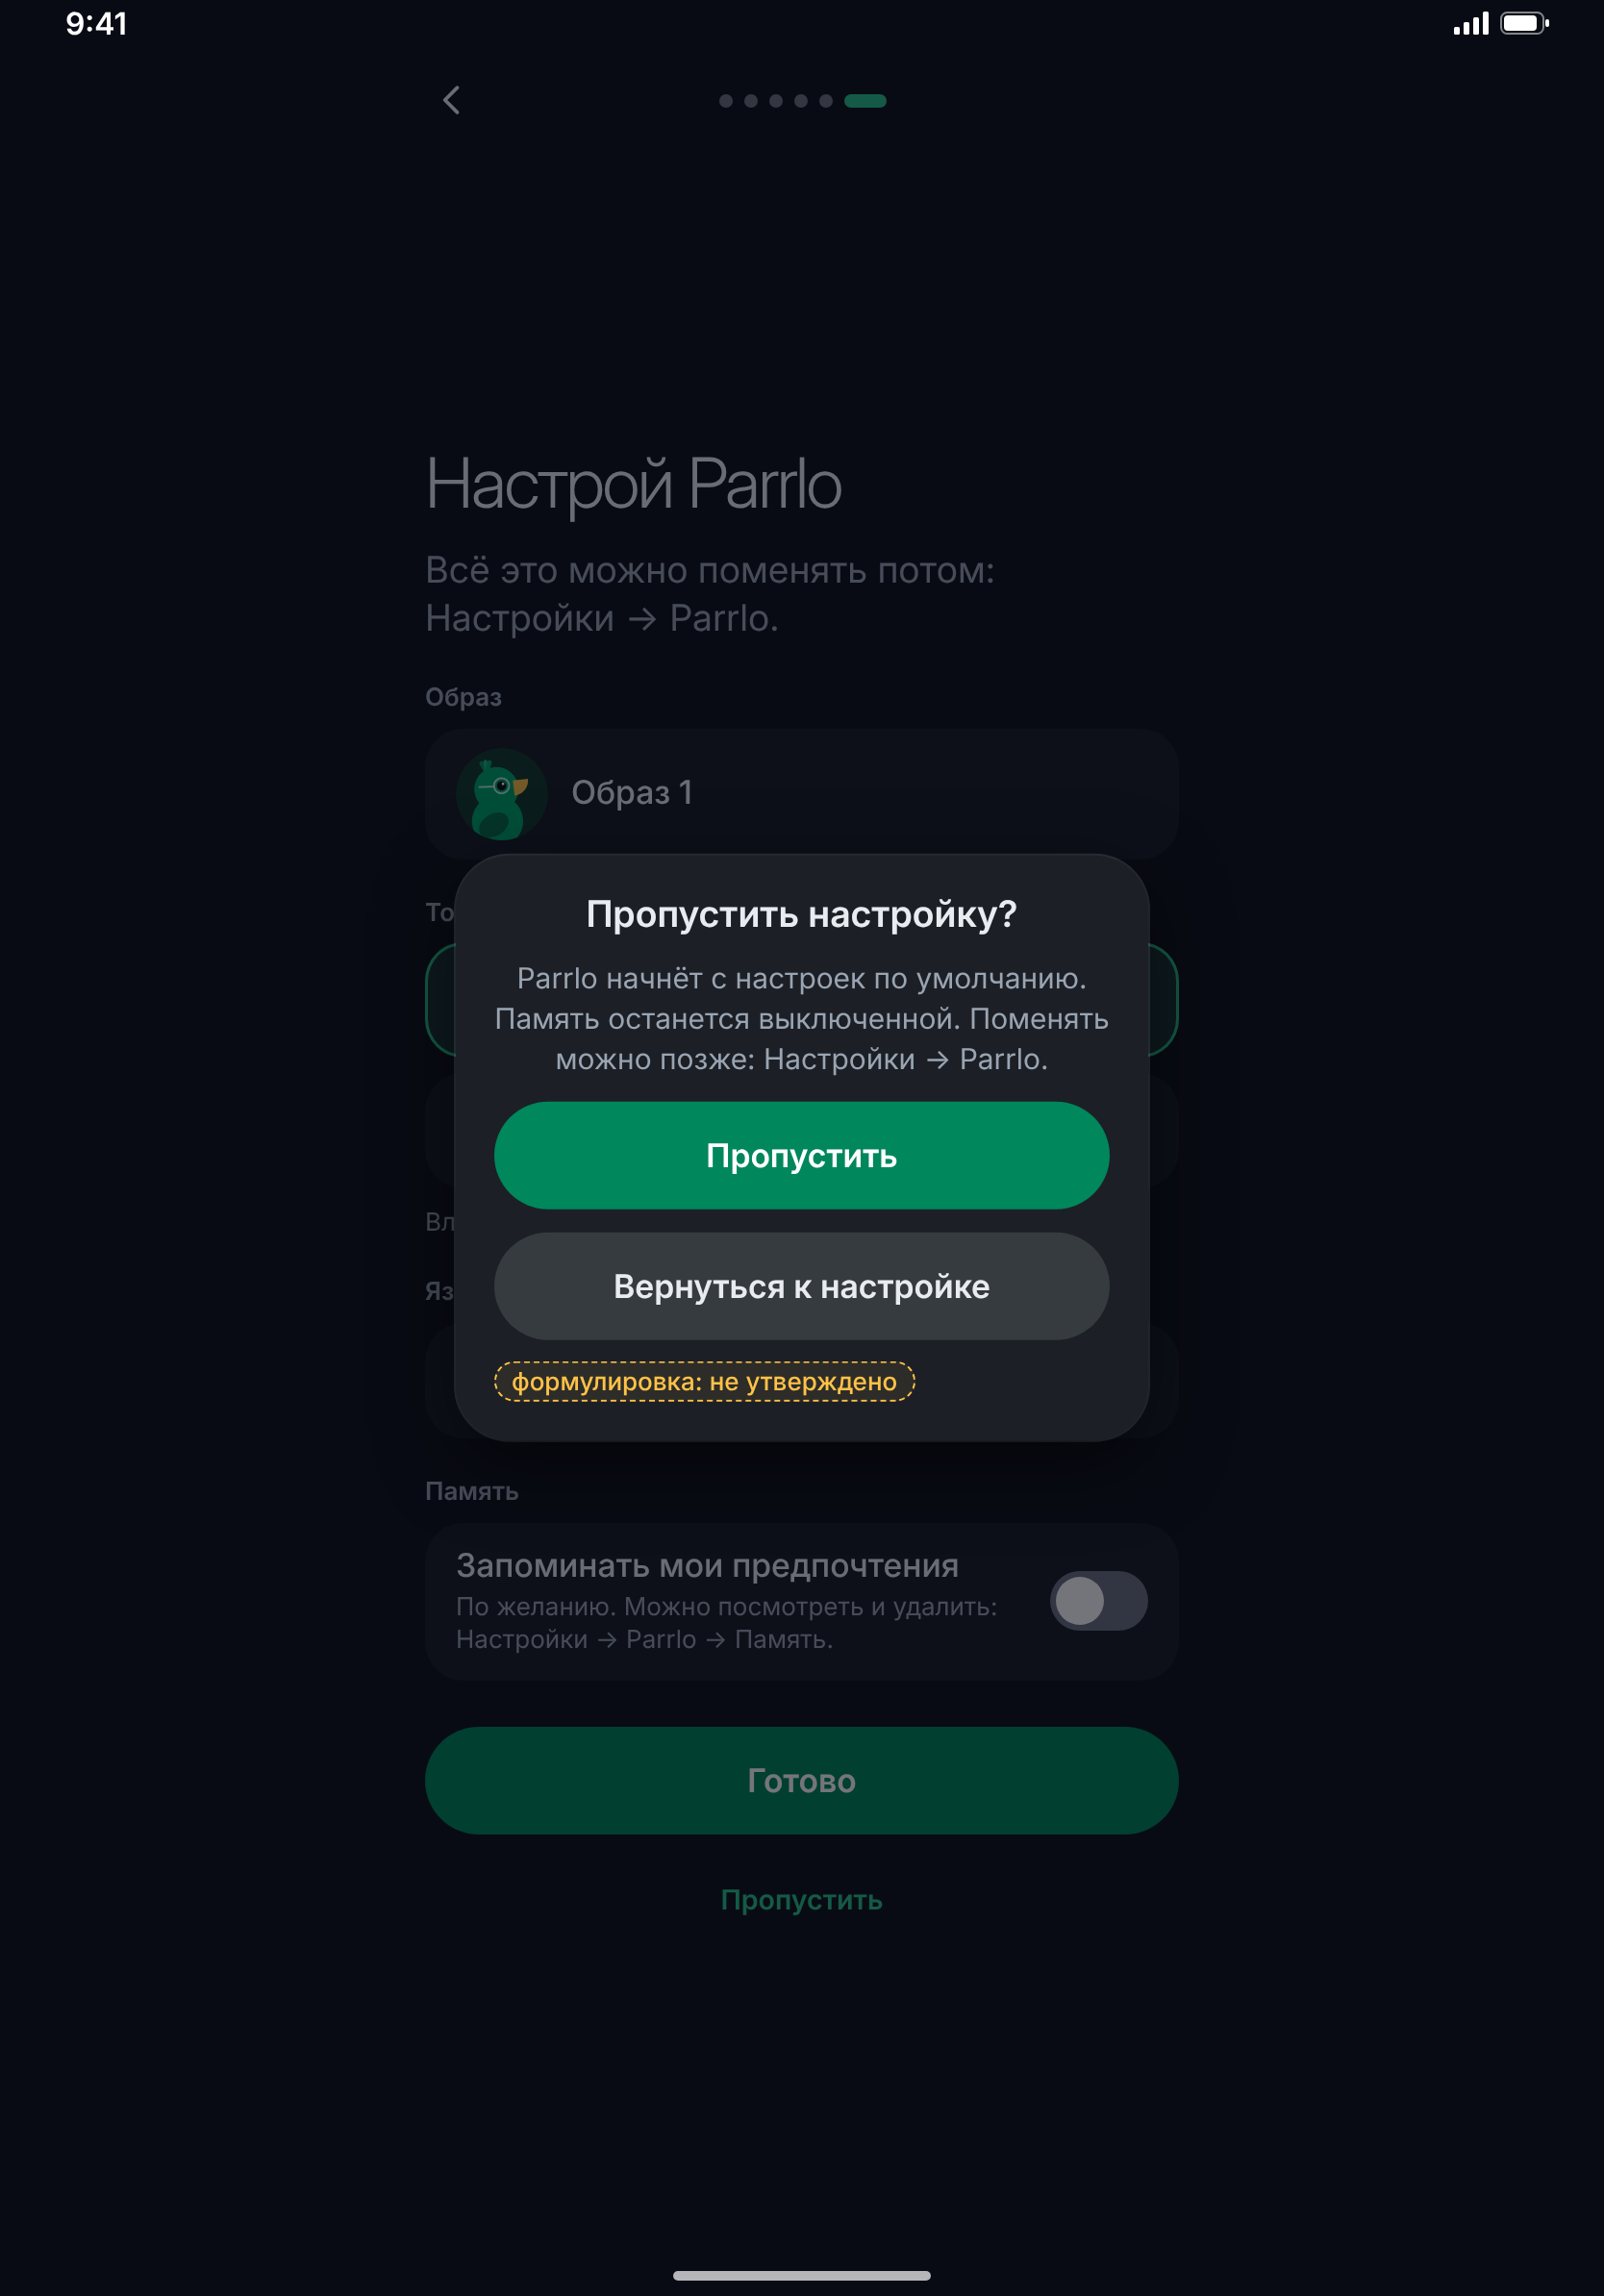 9:41
Настрой Parrlo
Всё это можно поменять потом:
Настройки → Parrlo.
Образ
Образ 1
Пропустить настройку?
Parrlo начнёт с настроек по умолчанию.
Память останется выключенной. Поменять
можно позже: Настройки → Parrlo.
Пропустить
Вернуться к настройке
формулировка: не утверждено
Память
Запоминать мои предпочтения
По желанию. Можно посмотреть и удалить:
Настройки → Parrlo → Память.
Готово
Пропустить